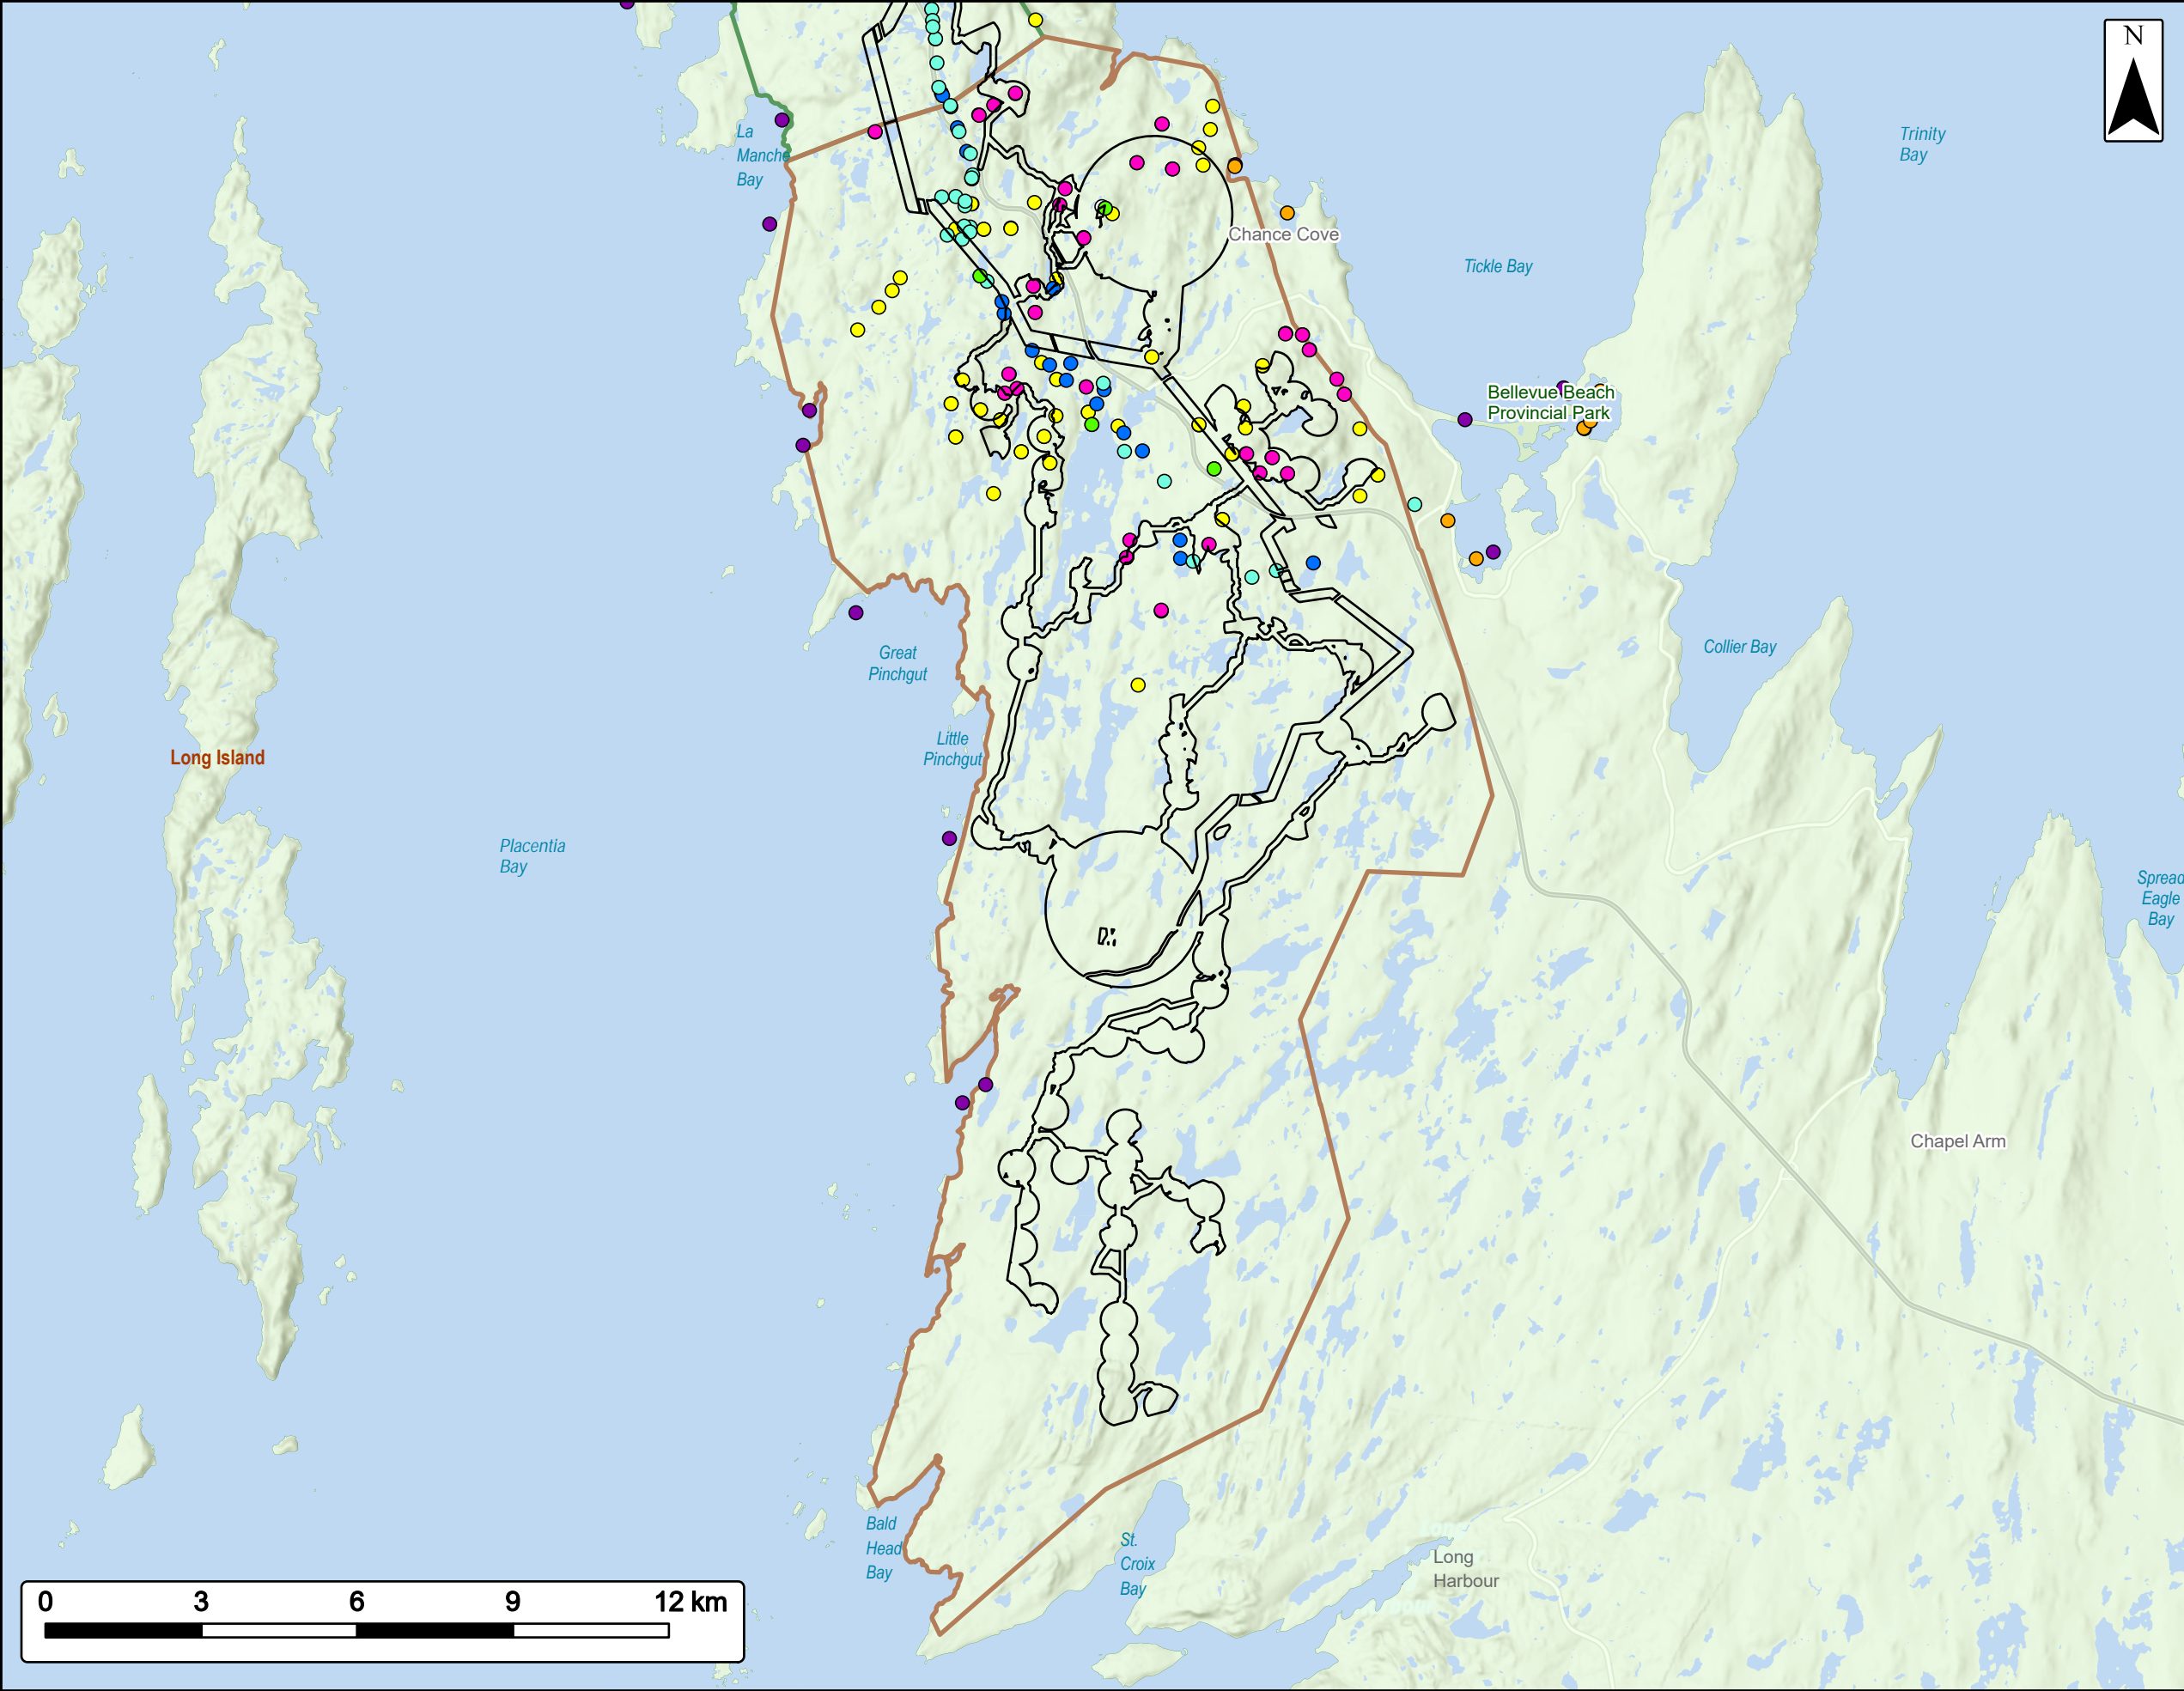 N
La
Manche
Bay
Trinity
Bay
Chance Cove
Tickle Bay
Bellevue Beach
Provincial Park
Great
Pinchgut
Collier Bay
Little
Pinchgut
Long Island
Placentia
Bay
Spread
Eagle
Bay
Chapel Arm
Bald
Head
Bay
St.
Croix
Bay
Long
Harbour
0 3 6 9 12 km